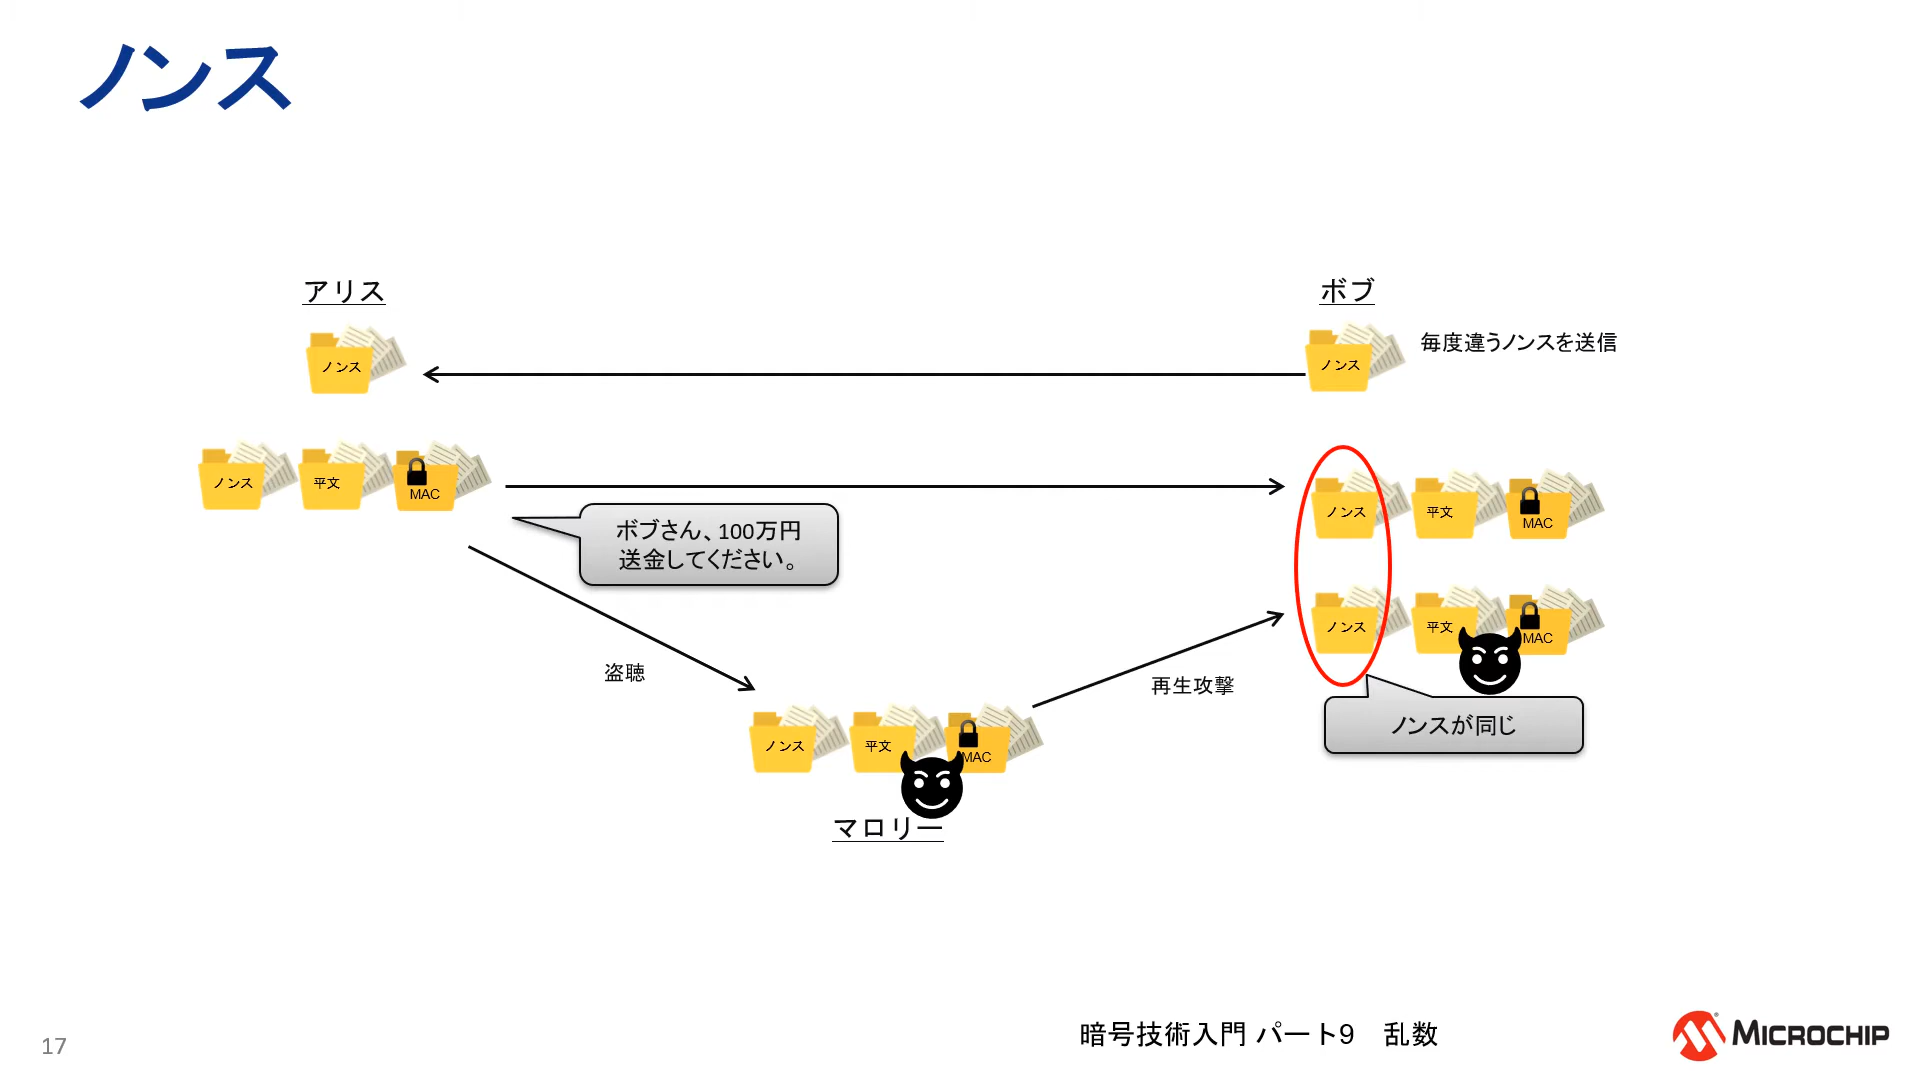 ノンス
アリス
ボブ
ノンス
ノンス
毎度違うノンスを送信
ノンス
平文
MAC
ノンス
平文
MAC
ボブさん、100万円
送金してください。
ノンス
平文
MAC
盗聴
再生攻撃
ノンスが同じ
ノンス
平文
MAC
マロリー
17
暗号技術入門 パート9　乱数
MICROCHIP